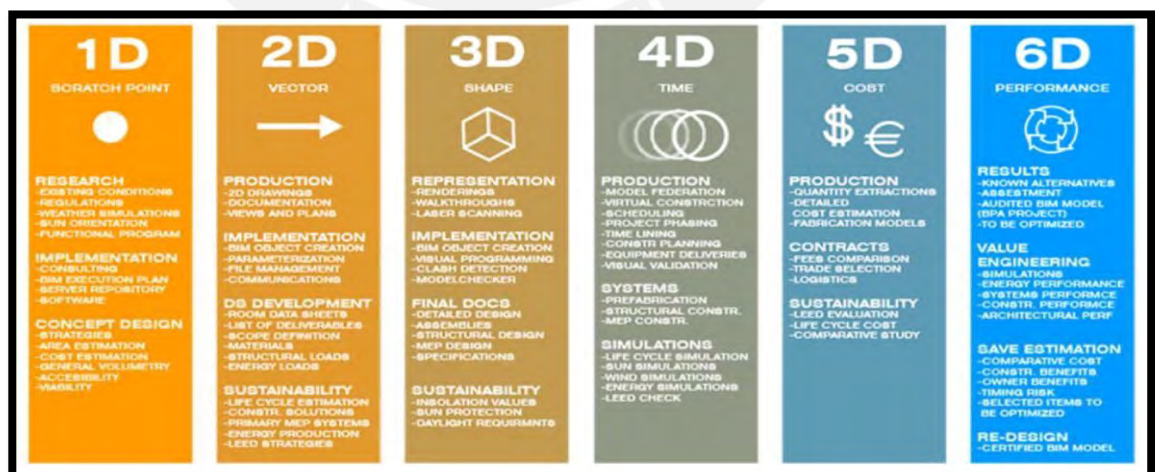 1D
SCRATCH POINT
RESEARCH
-EXISTING CONDITIONS
-REGULATIONS
-WEATHER SIMULATIONS
-SUN ORIENTATION
-FUNCTIONAL PROGRAM
IMPLEMENTATION
-CONSULTING
-BIM EXECUTION PLAN
-SERVER REPOSITORY
-SOFTWARE
CONCEPT DESIGN
-STRATEGIES
-AREA ESTIMATION
-COST ESTIMATION
-GENERAL VOLUMETRY
-ACCESIBILITY
-VIABILITY
2D
VECTOR
PRODUCTION
-2D DRAWINGS
-DOCUMENTATION
-VIEWS AND PLANS
IMPLEMENTATION
-BIM OBJECT CREATION
-PARAMETERIZATION
-FILE MANAGEMENT
-COMMUNICATIONS
DS DEVELOPMENT
-ROOM DATA SHEETS
-LIST OF DELIVERABLES
-SCOPE DEFINITION
-MATERIALS
-STRUCTURAL LOADS
-ENERGY LOADS
SUSTAINABILITY
-LIFE CYCLE ESTIMATION
-CONSTR. SOLUTIONS
-PRIMARY MEP SYSTEMS
-ENERGY PRODUCTION
-LEED STRATEGIES
3D
SHAPE
REPRESENTATION
-RENDERINGS
-WALKTHROUGHS
-LASER SCANNING
IMPLEMENTATION
-BIM OBJECT CREATION
-VISUAL PROGRAMMING
-CLASH DETECTION
-MODELCHECKER
FINAL DOCS
-DETAILED DESIGN
-ASSEMBLIES
-STRUCTURAL DESIGN
-MEP DESIGN
-SPECIFICATIONS
SUSTAINABILITY
-INSOLATION VALUES
-SUN PROTECTION
-DAYLIGHT REQUIRMNTS
4D
TIME
PRODUCTION
-MODEL FEDERATION
-VIRTUAL CONSTRCTION
-SCHEDULING
-PROJECT PHASING
-TIME LINING
-CONSTR PLANNING
-EQUIPMENT DELIVERIES
-VISUAL VALIDATION
SYSTEMS
-PREFABRICATION
-STRUCTURAL CONSTR.
-MEP CONSTR.
SIMULATIONS
-LIFE CYCLE SIMULATION
-SUN SIMULATIONS
-WIND SIMULATIONS
-ENERGY SIMULATIONS
-LEED CHECK
5D
COST
$ €
PRODUCTION
-QUANTITY EXTRACTIONS
-DETAILED
COST ESTIMATION
-FABRICATION MODELS
CONTRACTS
-FEES COMPARISON
-TRADE SELECTION
-LOGISTICS
SUSTAINABILITY
-LEED EVALUATION
-LIFE CYCLE COST
-COMPARATIVE STUDY
6D
PERFORMANCE
RESULTS
-KNOWN ALTERNATIVES
-ASSESTMENT
-AUDITED BIM MODEL
(BPA PROJECT)
-TO BE OPTIMIZED
VALUE
ENGINEERING
-SIMULATIONS
-ENERGY PERFORMANCE
-SYSTEMS PERFORMCE
-CONSTR. PERFORMCE
-ARCHITECTURAL PERF
SAVE ESTIMATION
-COMPARATIVE COST
-CONSTR. BENEFITS
-OWNER BENEFITS
-TIMING RISK
-SELECTED ITEMS TO
BE OPTIMIZED
RE-DESIGN
-CERTIFIED BIM MODEL